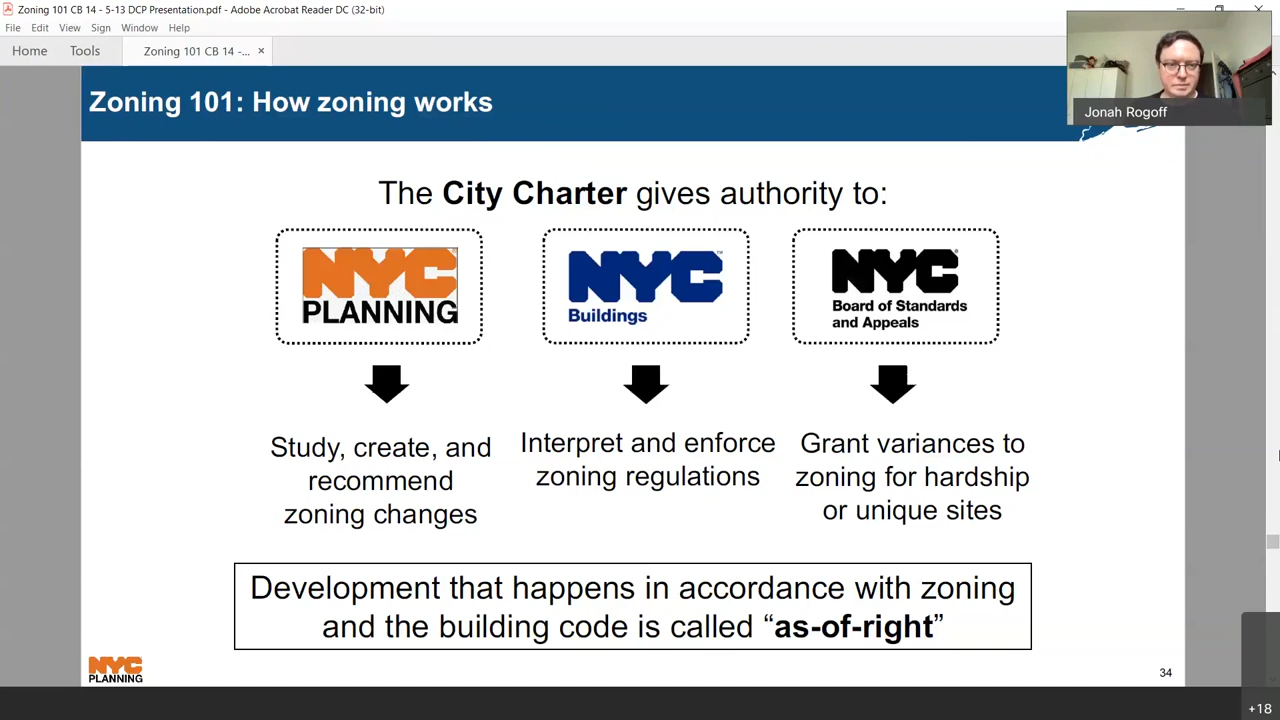 Zoning 101 CB 14 - 5-13 DCP Presentation.pdf - Adobe Acrobat Reader DC (32-bit)
File Edit View Sign Window Help
Home Tools Zoning 101 CB 14 -... ×
Jonah Rogoff
Zoning 101: How zoning works
The City Charter gives authority to:
NYC
PLANNING
NYC™
Buildings
NYC®
Board of Standards
and Appeals
Study, create, and
recommend
zoning changes
Interpret and enforce
zoning regulations
Grant variances to
zoning for hardship
or unique sites
Development that happens in accordance with zoning
and the building code is called “as-of-right”
NYC
PLANNING
34
+18